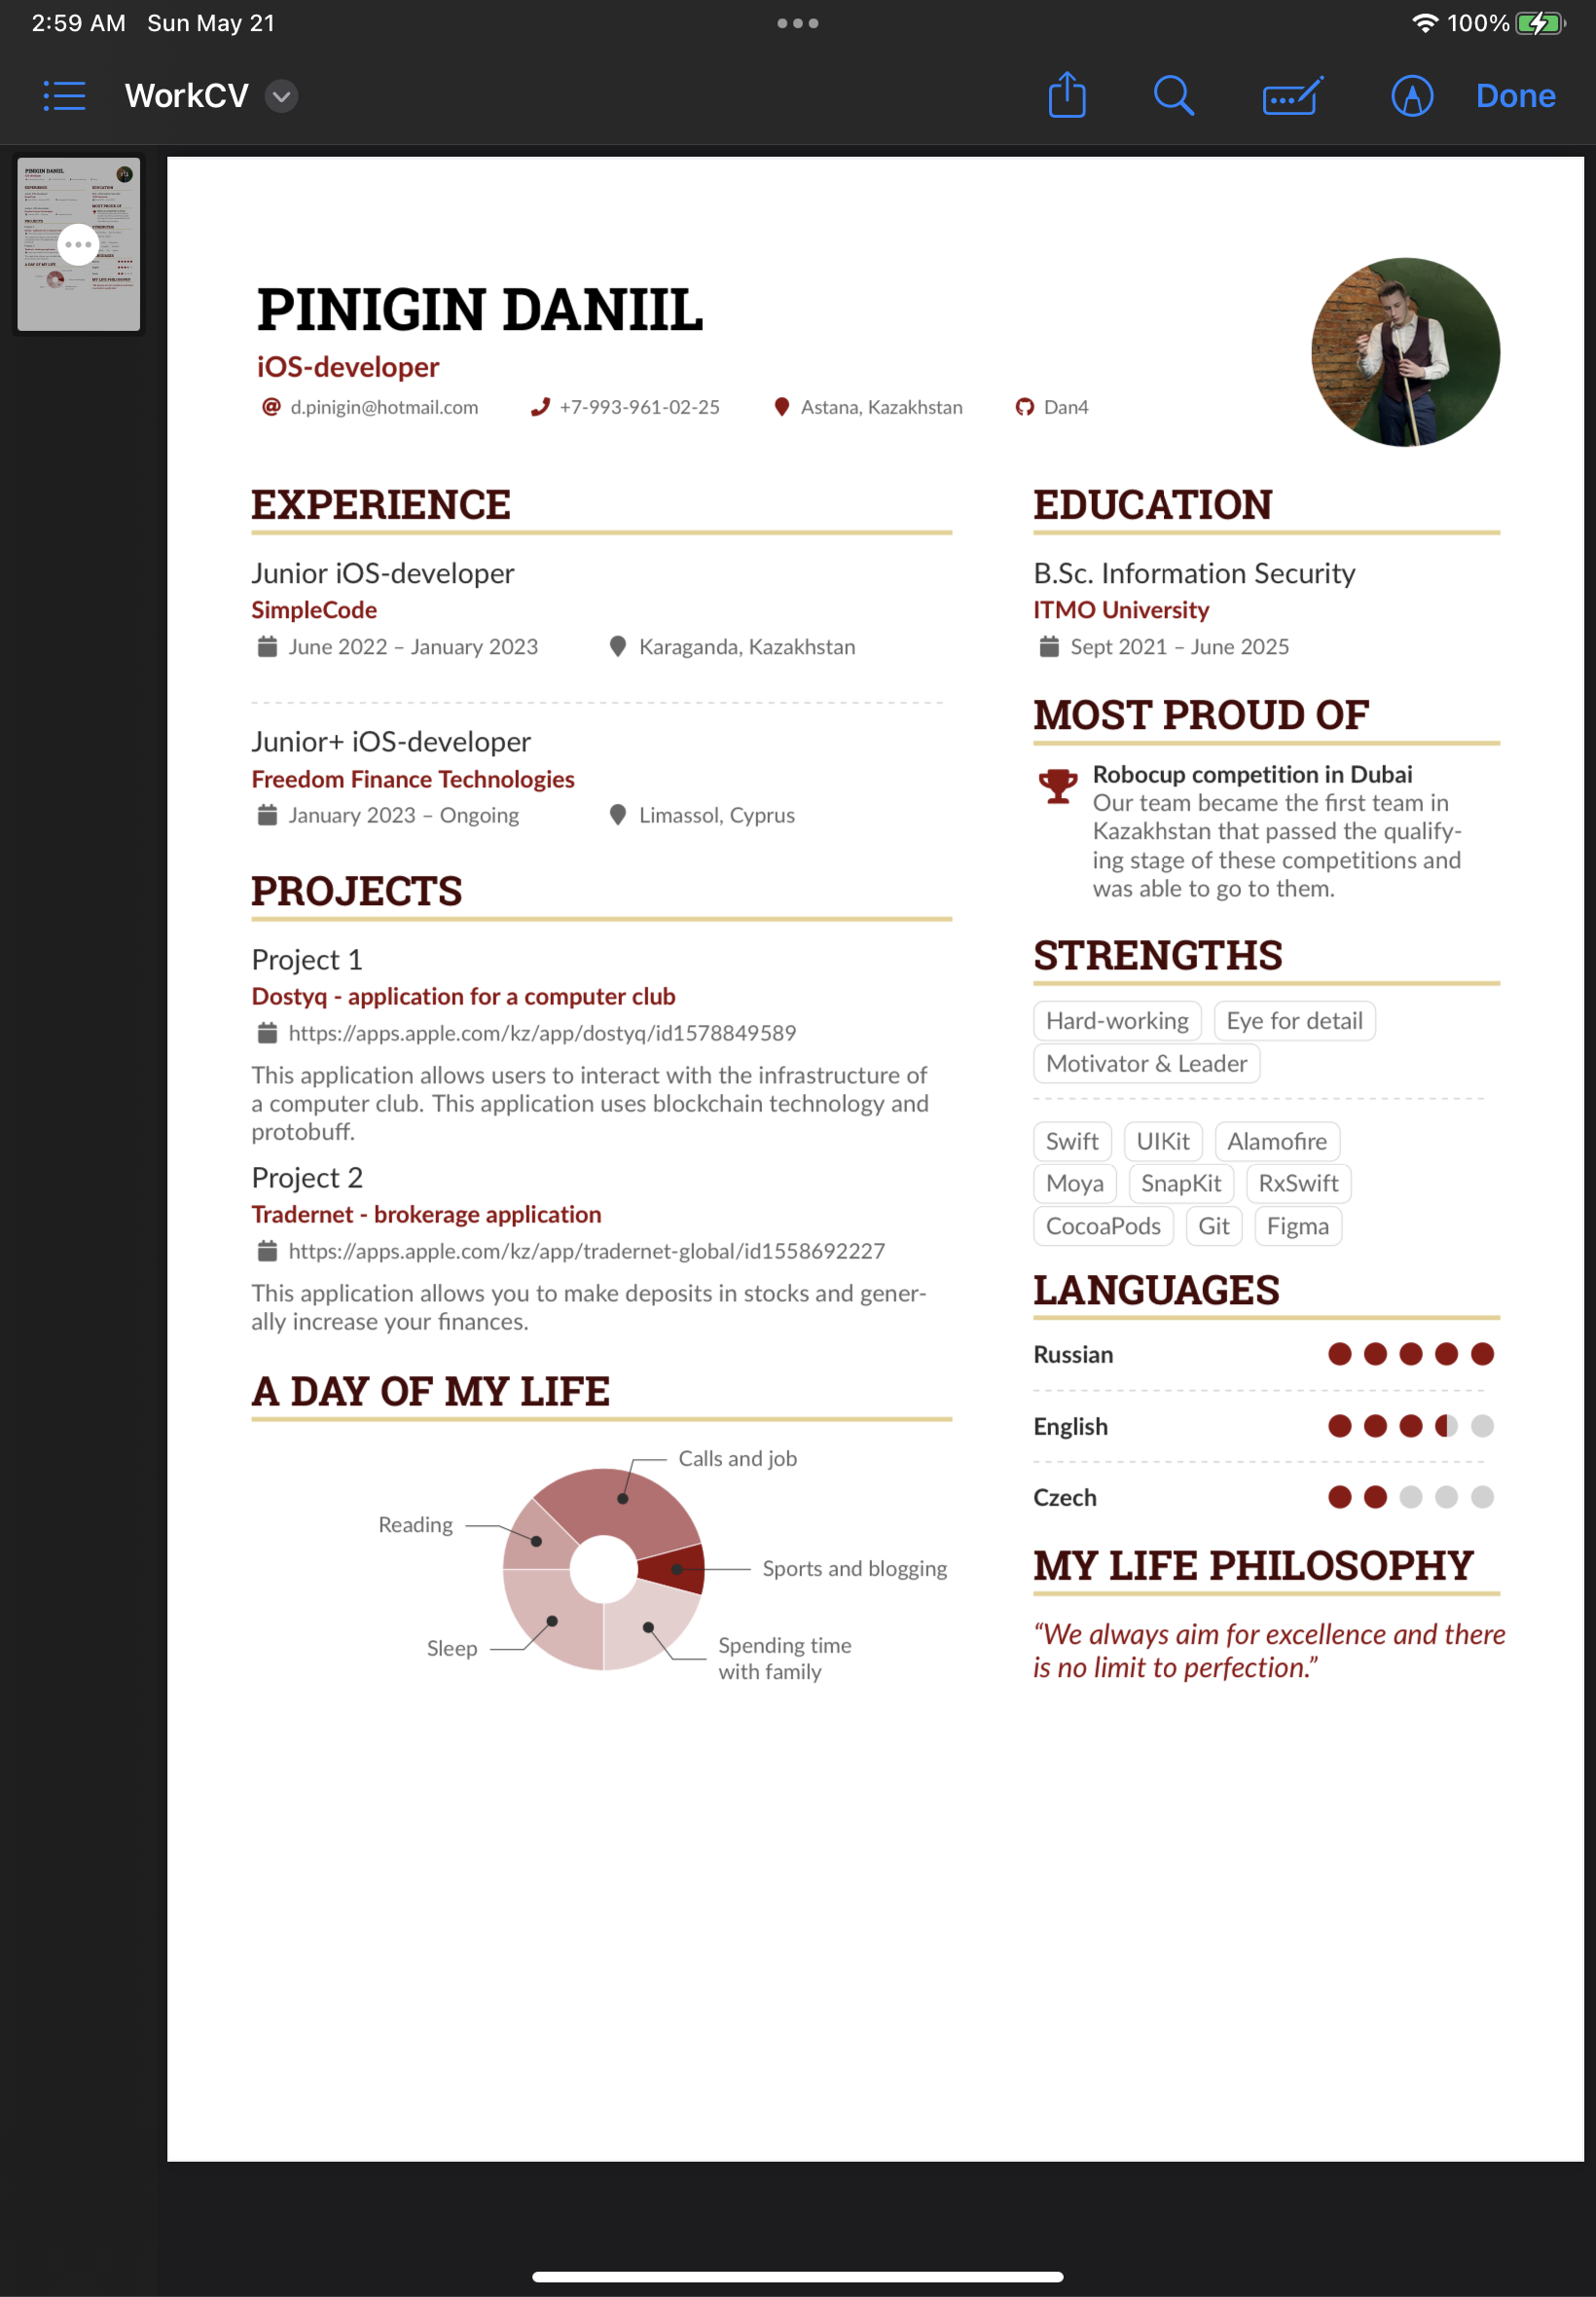 2:59 AM Sun May 21
100%
WorkCV
Done
PINIGIN DANIIL
iOS-developer
d.pinigin@hotmail.com +7-993-961-02-25 Astana, Kazakhstan Dan4
EXPERIENCE
Junior iOS-developer
SimpleCode
June 2022 – January 2023 Karaganda, Kazakhstan
Junior+ iOS-developer
Freedom Finance Technologies
January 2023 – Ongoing Limassol, Cyprus
PROJECTS
Project 1
Dostyq - application for a computer club
https://apps.apple.com/kz/app/dostyq/id1578849589
This application allows users to interact with the infrastructure of
a computer club. This application uses blockchain technology and
protobuff.
Project 2
Tradernet - brokerage application
https://apps.apple.com/kz/app/tradernet-global/id1558692227
This application allows you to make deposits in stocks and gener-
ally increase your finances.
A DAY OF MY LIFE
Calls and job
Reading
Sports and blogging
Sleep
Spending time
with family
EDUCATION
B.Sc. Information Security
ITMO University
Sept 2021 – June 2025
MOST PROUD OF
Robocup competition in Dubai
Our team became the first team in
Kazakhstan that passed the qualify-
ing stage of these competitions and
was able to go to them.
STRENGTHS
Hard-working Eye for detail
Motivator & Leader
Swift UIKit Alamofire
Moya SnapKit RxSwift
CocoaPods Git Figma
LANGUAGES
Russian
English
Czech
MY LIFE PHILOSOPHY
“We always aim for excellence and there
is no limit to perfection.”